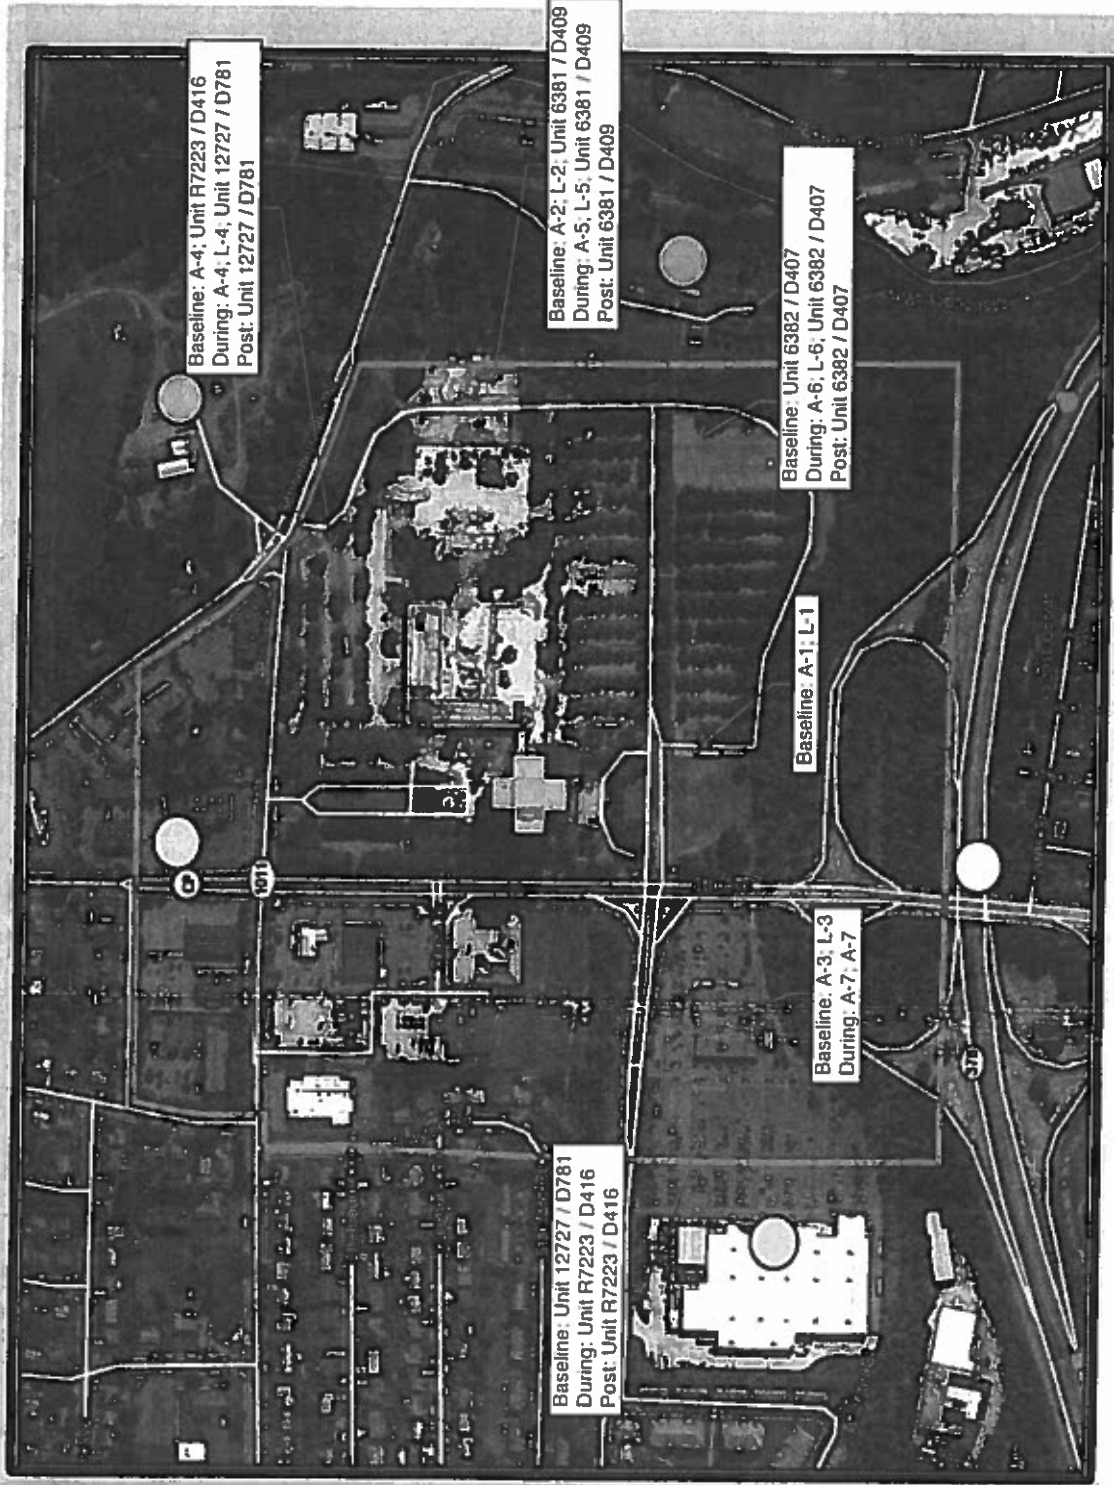 Baseline: A-4; Unit R7223 / D416
During: A-4; L-4; Unit 12727 / D781
Post: Unit 12727 / D781
Baseline: A-2; L-2; Unit 6381 / D409
During: A-5; L-5; Unit 6381 / D409
Post: Unit 6381 / D409
Baseline: Unit 6382 / D407
During: A-6; L-6; Unit 6382 / D407
Post: Unit 6382 / D407
Baseline: A-1; L-1
1011
Baseline: A-3; L-3
During: A-7; A-7
378
Baseline: Unit 12727 / D781
During: Unit R7223 / D416
Post: Unit R7223 / D416